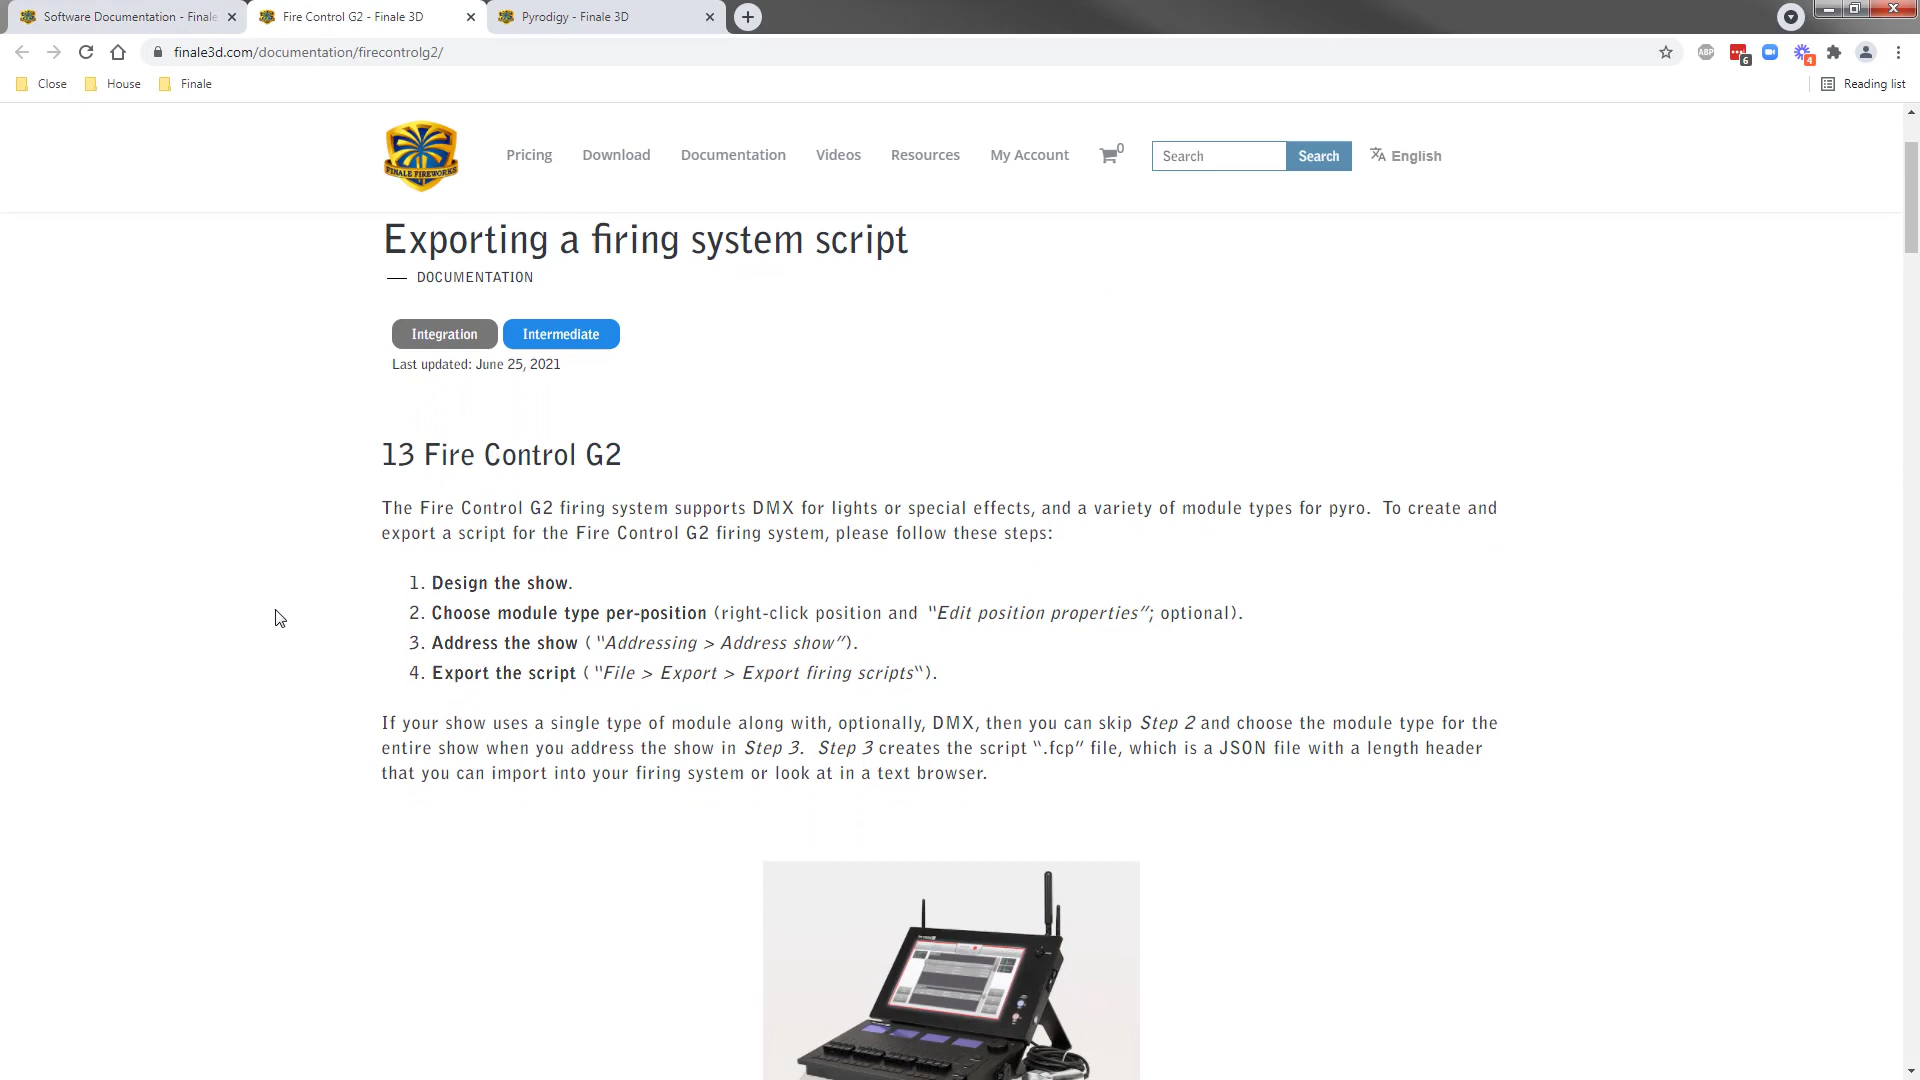 Software Documentation - Finale
Fire Control G2 - Finale 3D
Pyrodigy - Finale 3D
finale3d.com/documentation/firecontrolg2/
ABP
6
4
Close
House
Finale
Reading list
FINALE FIREWORKS
Pricing
Download
Documentation
Videos
Resources
My Account
0
Search
Search
English
Exporting a firing system script
— DOCUMENTATION
Integration
Intermediate
Last updated: June 25, 2021
13 Fire Control G2
The Fire Control G2 firing system supports DMX for lights or special effects, and a variety of module types for pyro. To create and
export a script for the Fire Control G2 firing system, please follow these steps:
1. Design the show.
2. Choose module type per-position (right-click position and “Edit position properties”; optional).
3. Address the show (“Addressing > Address show”).
4. Export the script (“File > Export > Export firing scripts“).
If your show uses a single type of module along with, optionally, DMX, then you can skip Step 2 and choose the module type for the
entire show when you address the show in Step 3. Step 3 creates the script “.fcp” file, which is a JSON file with a length header
that you can import into your firing system or look at in a text browser.